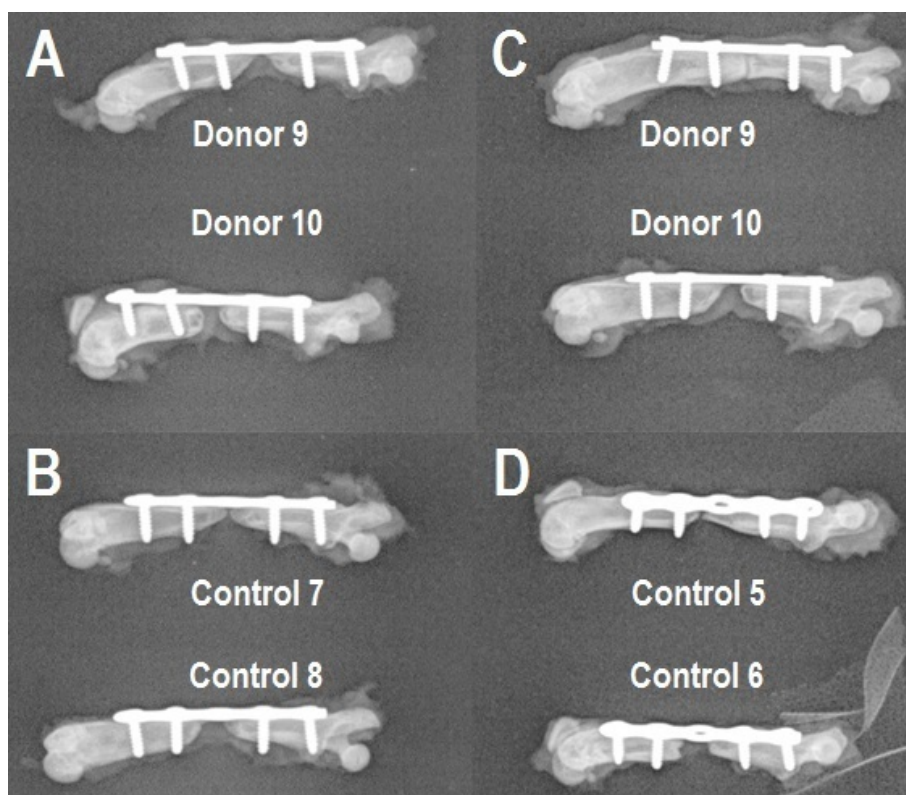 A
Donor 9
Donor 10
B
Control 7
Control 8
C
Donor 9
Donor 10
D
Control 5
Control 6